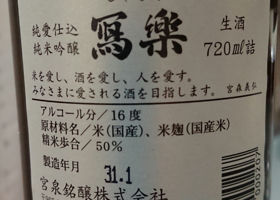 純愛仕込
純米吟醸
寫樂
生酒
720㎖詰
米を愛し、酒を愛し、人を愛す。
みなさまに愛される酒を目指します。 宮森義弘
アルコール分／16度
原材料名／米(国産)、米麹(国産米)
精米歩合／50%
製造年月 31.1
宮泉銘醸株式会社